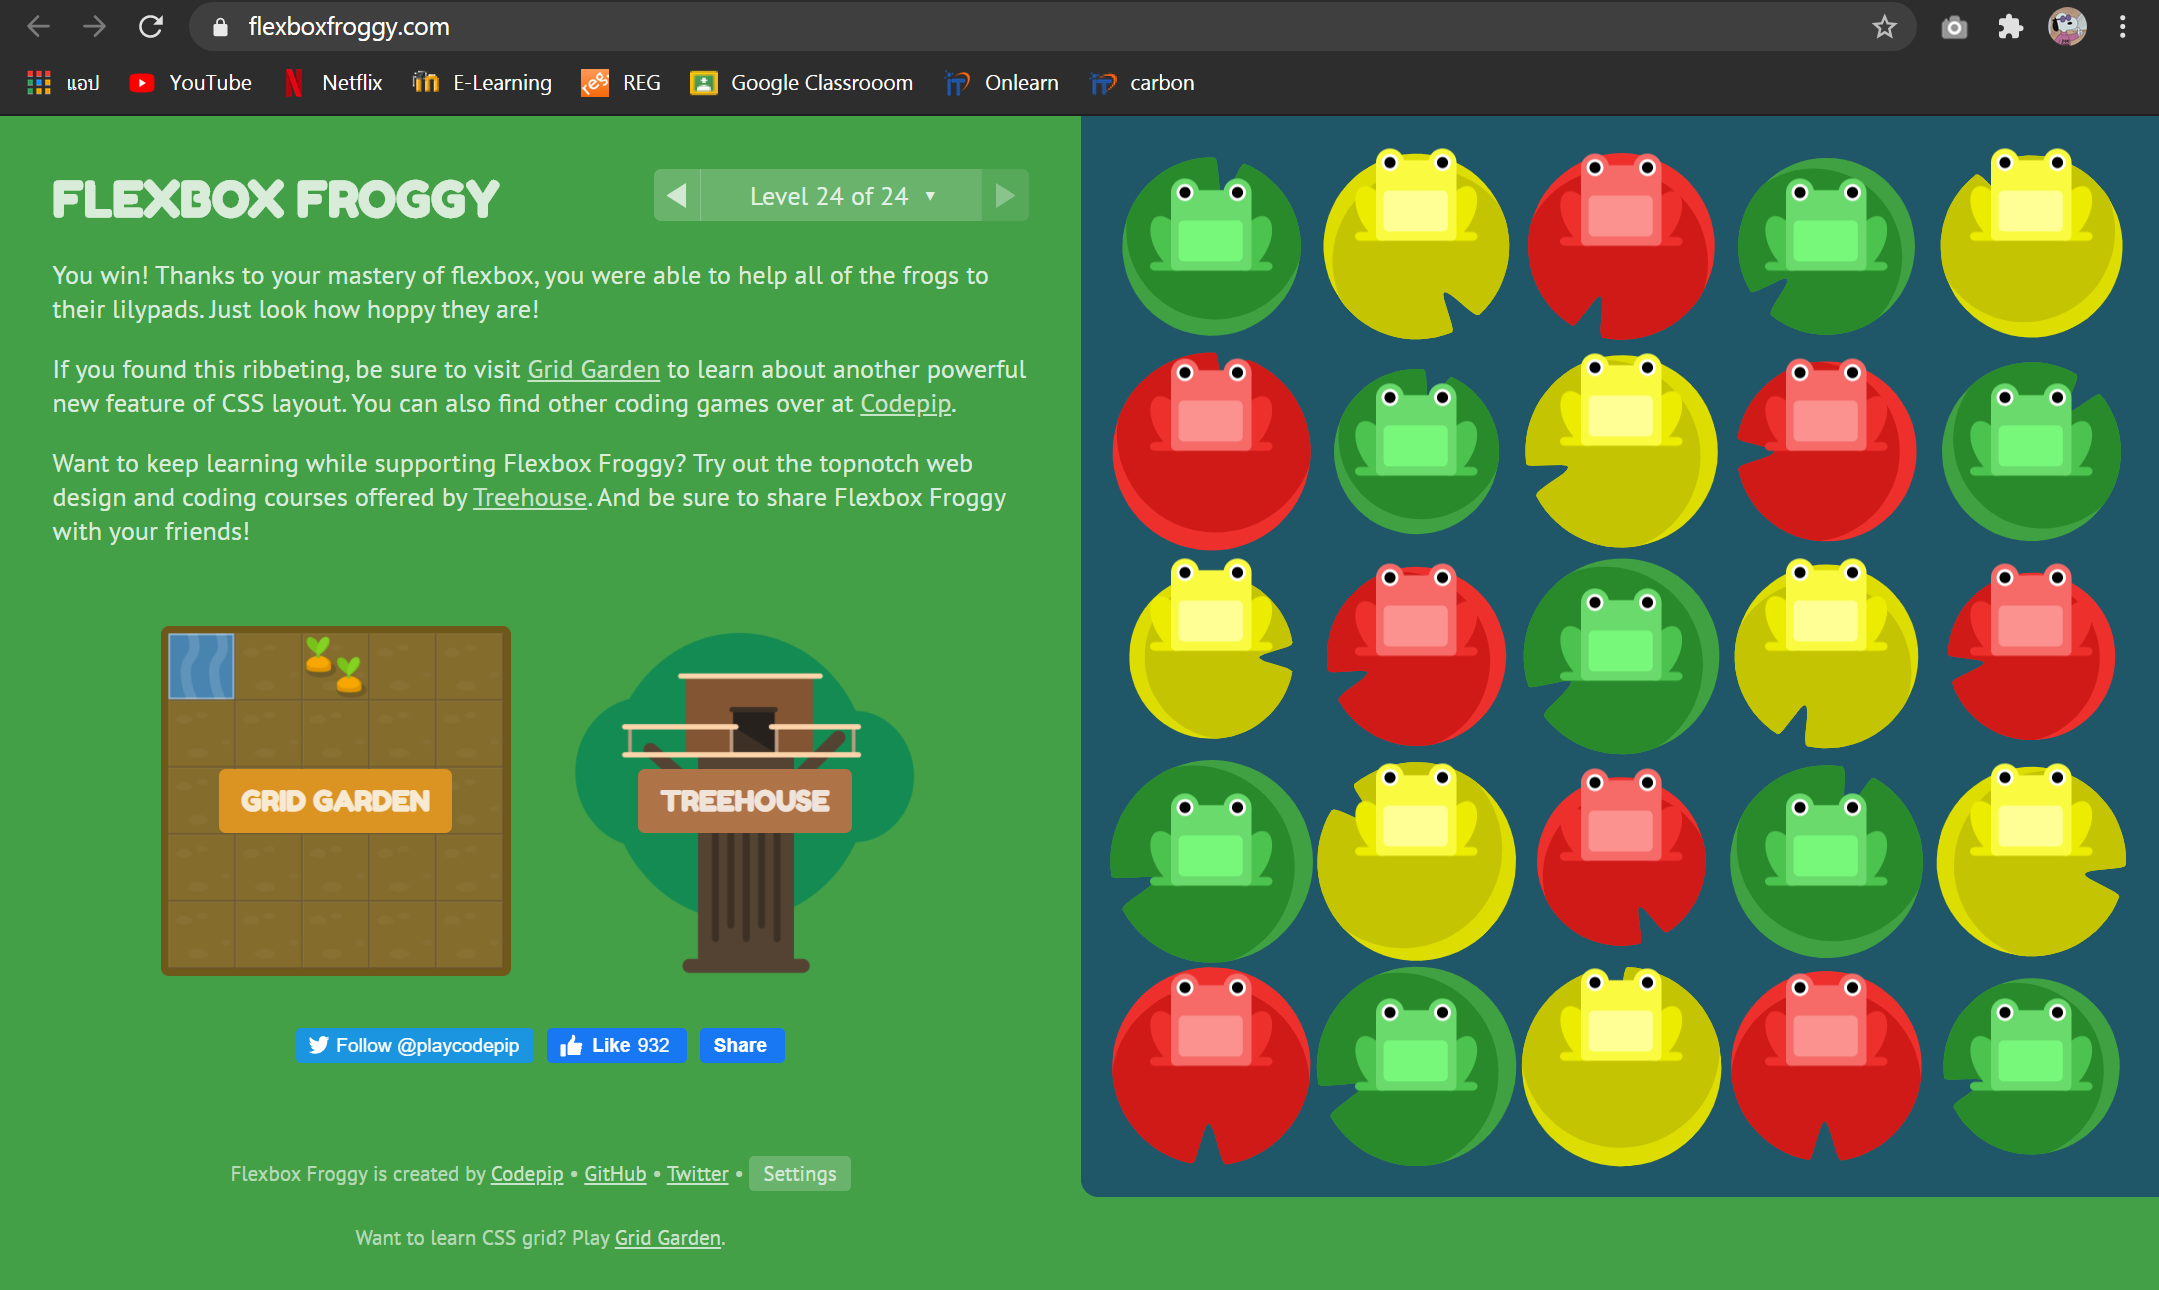 flexboxfroggy.com
แอป YouTube Netflix E-Learning REG Google Classrooom Onlearn carbon
FLEXBOX FROGGY
Level 24 of 24
You win! Thanks to your mastery of flexbox, you were able to help all of the frogs to
their lilypads. Just look how hoppy they are!
If you found this ribbeting, be sure to visit Grid Garden to learn about another powerful
new feature of CSS layout. You can also find other coding games over at Codepip.
Want to keep learning while supporting Flexbox Froggy? Try out the topnotch web
design and coding courses offered by Treehouse. And be sure to share Flexbox Froggy
with your friends!
GRID GARDEN
TREEHOUSE
Follow @playcodepip
Like 932
Share
Flexbox Froggy is created by Codepip • GitHub • Twitter • Settings
Want to learn CSS grid? Play Grid Garden.